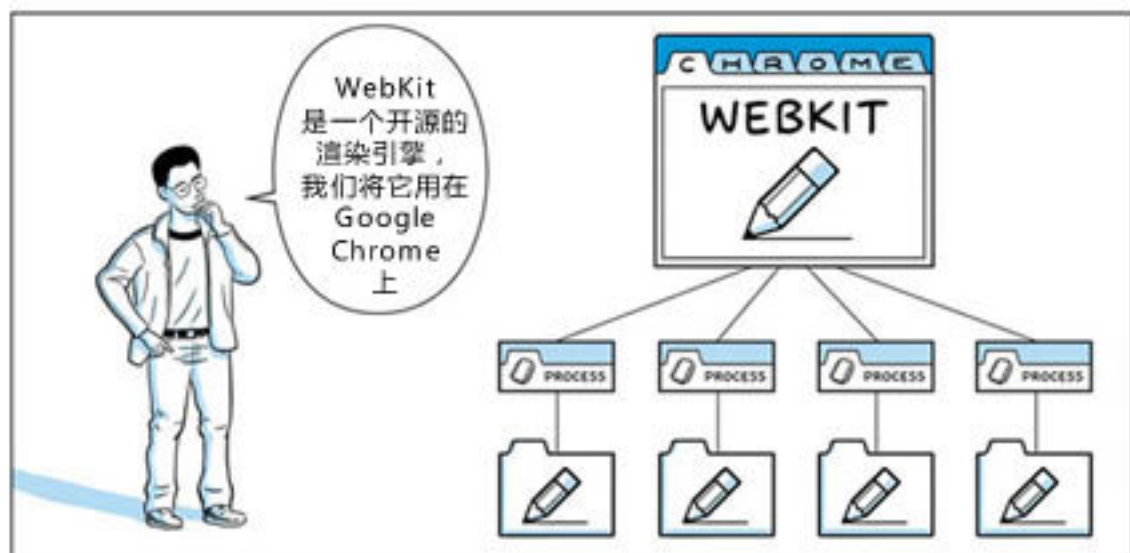 WebKit
是一个开源的
渲染引擎，
我们将它用在
Google
Chrome
上
CHROME
WEBKIT
PROCESS
PROCESS
PROCESS
PROCESS